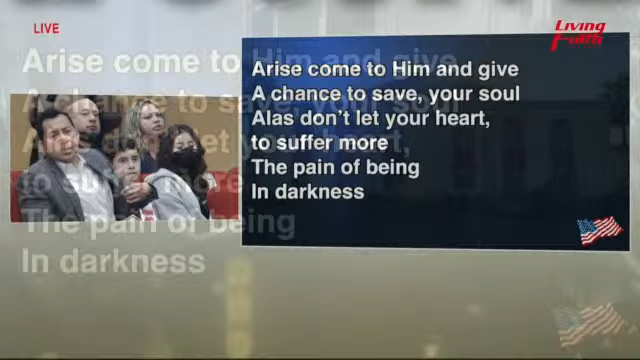 LIVE
Living
Faith
Arise come to Him and give
A chance to save, your soul
Alas don't let your heart,
to suffer more
The pain of being
In darkness
Arise come to Him and give
A chance to save, your soul
Alas don't let your heart,
to suffer more
The pain of being
In darkness